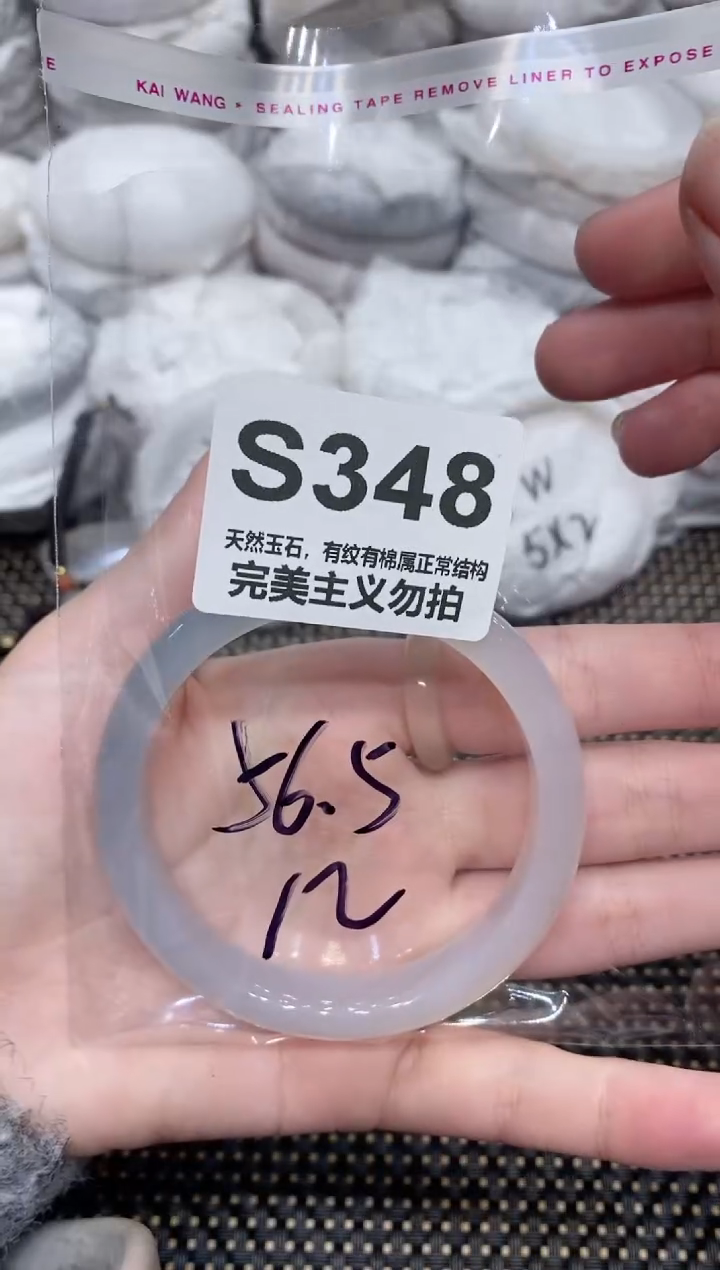 E KAI WANG ▸ SEALING TAPE REMOVE LINER TO EXPOSE
S348
天然玉石，有纹有棉属正常结构
完美主义勿拍
W
5X2
56.5
12